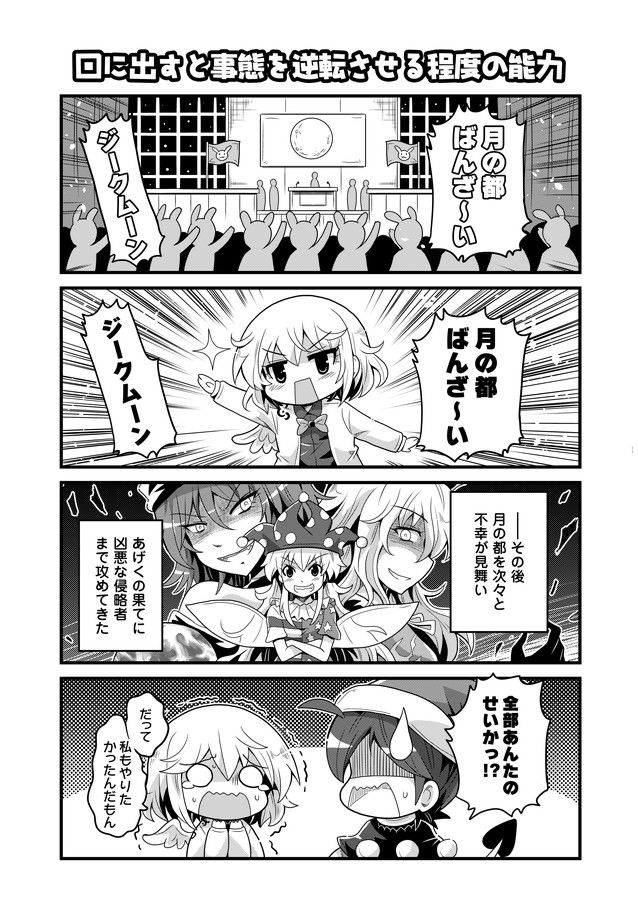 口に出すと事態を逆転させる程度の能力
月の都
ばんざ～い
ジークムーン
月の都
ばんざ～い
ジークムーン
――その後
月の都を次々と
不幸が見舞い
あげくの果てに
凶悪な侵略者
まで攻めてきた
全部あんたの
せいかっ!?
だって
私もやりた
かったんだもん